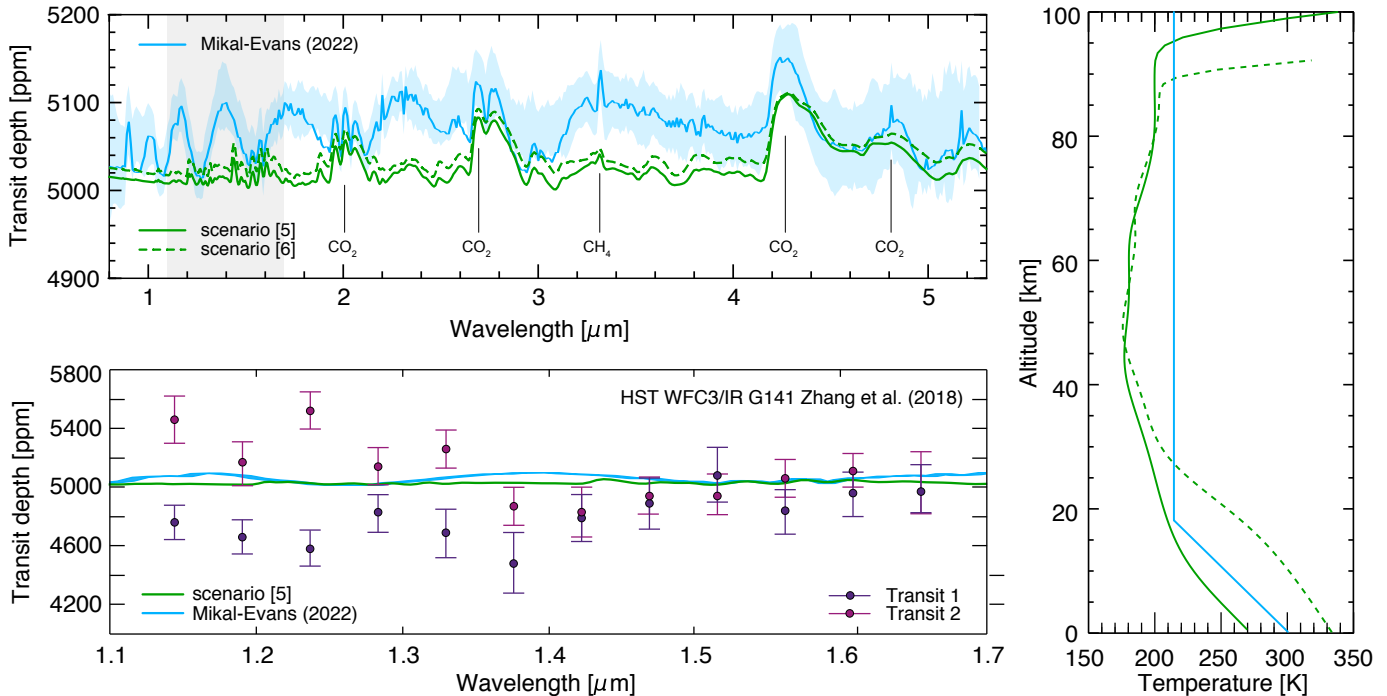 5200
5100
5000
4900
Transit depth [ppm]
Mikal-Evans (2022)
scenario [5]
scenario [6]
CO2
CO2
CH4
CO2
CO2
1
2
3
4
5
Wavelength [μm]
5800
5400
5000
4600
4200
Transit depth [ppm]
HST WFC3/IR G141 Zhang et al. (2018)
scenario [5]
Mikal-Evans (2022)
Transit 1
Transit 2
1.1
1.2
1.3
1.4
1.5
1.6
1.7
Wavelength [μm]
100
80
60
40
20
0
Altitude [km]
150
200
250
300
350
Temperature [K]